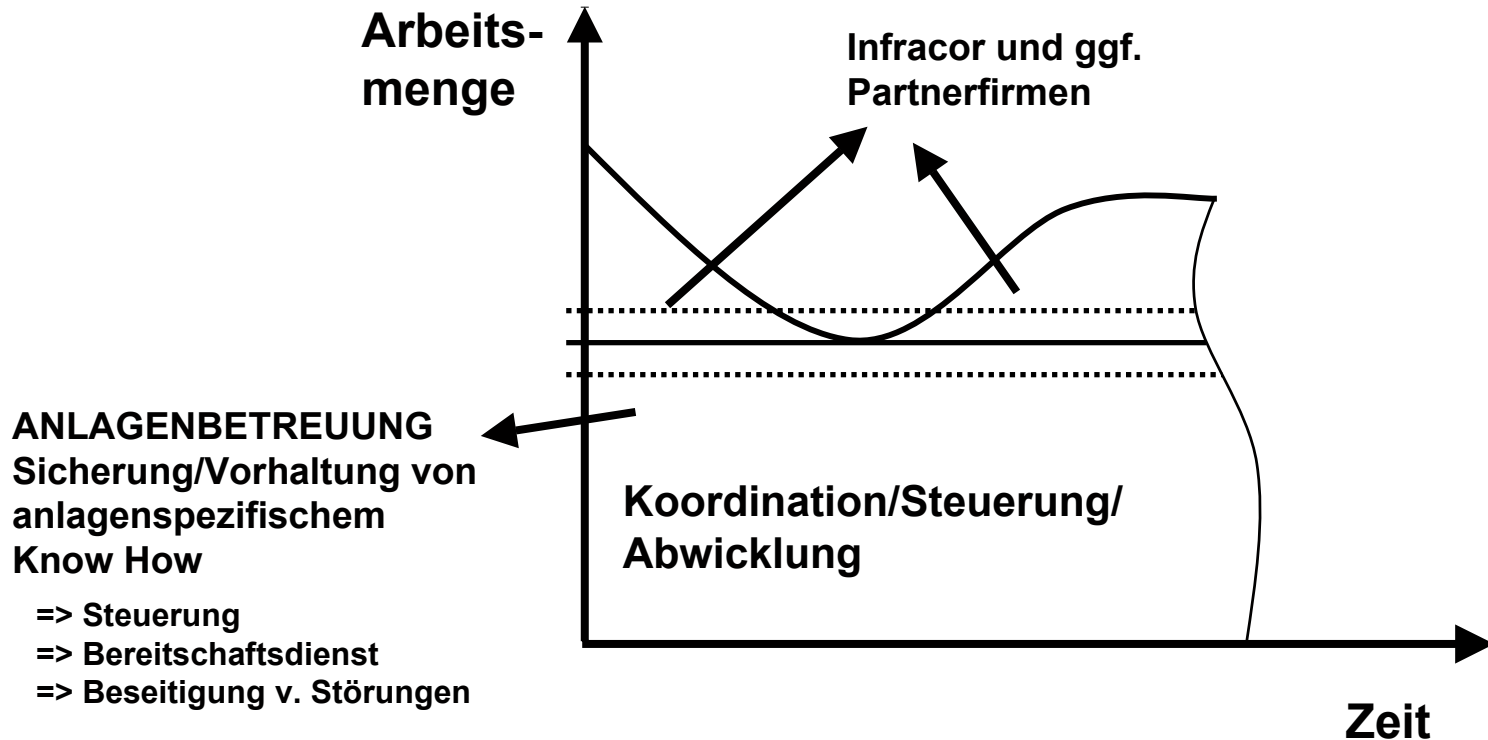 Arbeits-
menge
Infracor und ggf.
Partnerfirmen
ANLAGENBETREUUNG
Sicherung/Vorhaltung von
anlagenspezifischem
Know How
=> Steuerung
=> Bereitschaftsdienst
=> Beseitigung v. Störungen
Koordination/Steuerung/
Abwicklung
Zeit